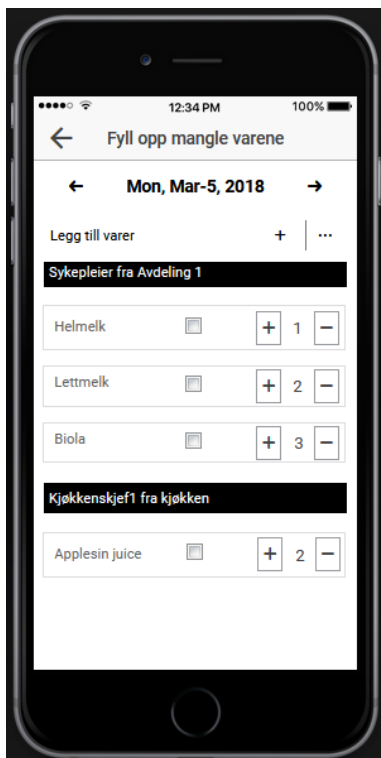 12:34 PM 100%
Fyll opp mangle varene
Mon, Mar-5, 2018
Legg till varer + ...
Sykepleier fra Avdeling 1
Helmelk + 1 −
Lettmelk + 2 −
Biola + 3 −
Kjøkkenskjef1 fra kjøkken
Applesin juice + 2 −